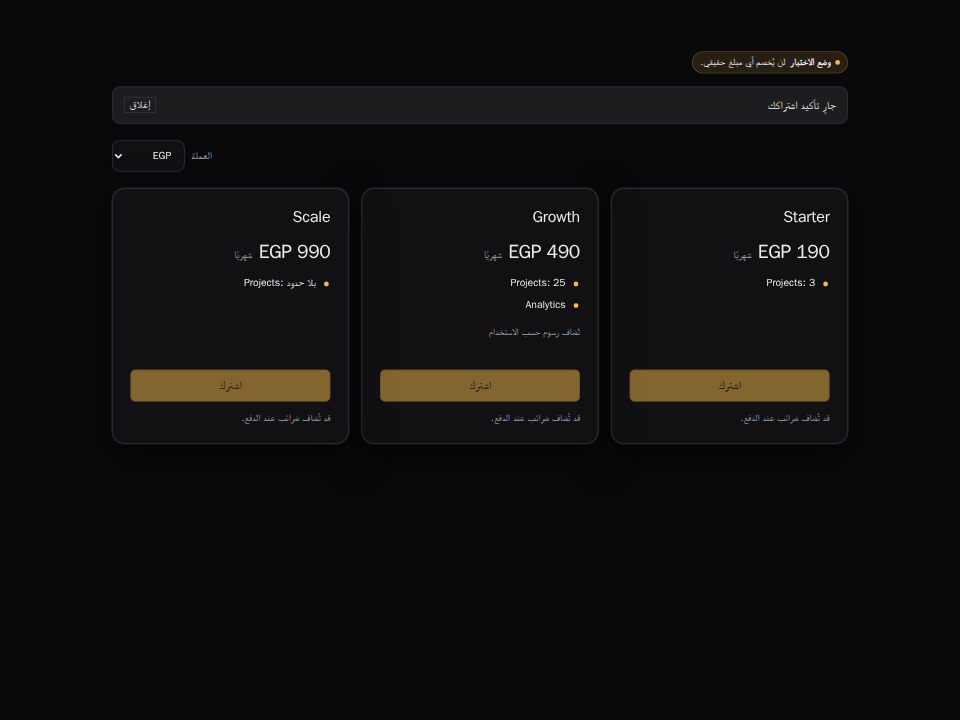 وضع الاختبار لن يُخصم أي مبلغ حقيقي.
جارٍ تأكيد اشتراكك
إغلاق
العملة
EGP
Starter
EGP 190 شهريًا
Projects: 3
اشترك
قد تُضاف ضرائب عند الدفع.
Growth
EGP 490 شهريًا
Projects: 25
Analytics
تُضاف رسوم حسب الاستخدام
اشترك
قد تُضاف ضرائب عند الدفع.
Scale
EGP 990 شهريًا
Projects: بلا حدود
اشترك
قد تُضاف ضرائب عند الدفع.